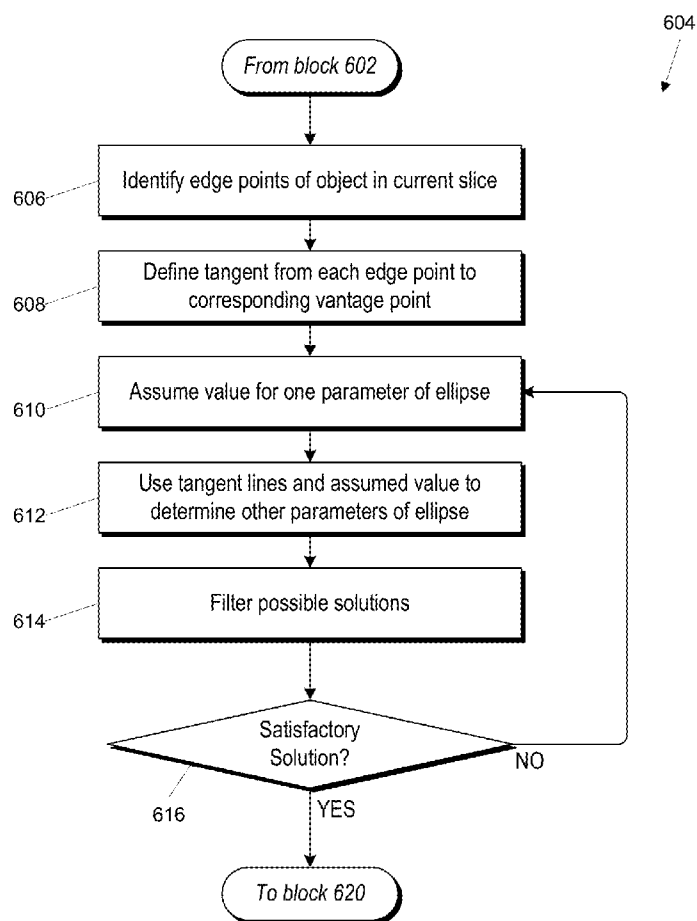 604
From block 602
Identify edge points of object in current slice
606
Define tangent from each edge point to
corresponding vantage point
608
Assume value for one parameter of ellipse
610
Use tangent lines and assumed value to
determine other parameters of ellipse
612
Filter possible solutions
614
Satisfactory
Solution?
NO
616
YES
To block 620